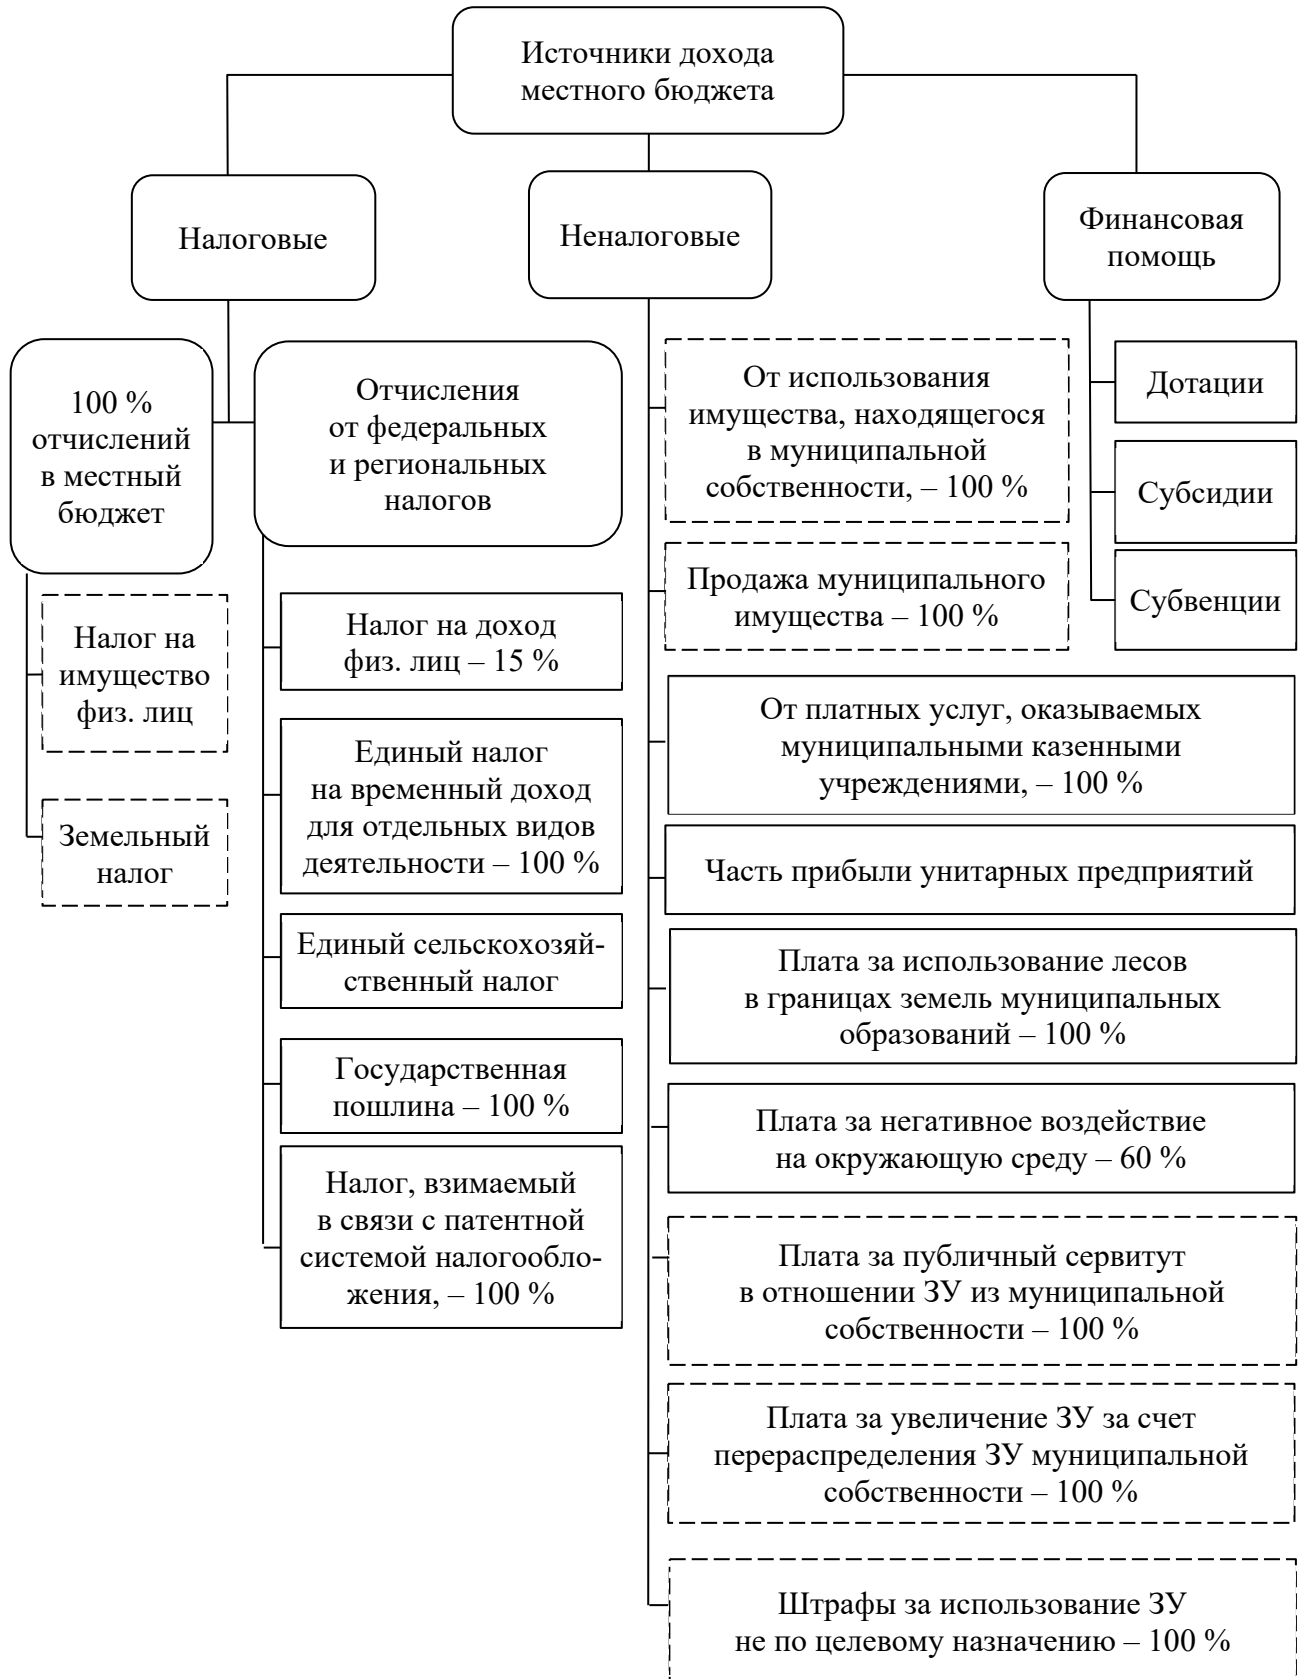 Источники дохода
местного бюджета
Налоговые
Неналоговые
Финансовая
помощь
100 %
отчислений
в местный
бюджет
Налог на
имущество
физ. лиц
Земельный
налог
Отчисления
от федеральных
и региональных
налогов
Налог на доход
физ. лиц – 15 %
Единый налог
на временный доход
для отдельных видов
деятельности – 100 %
Единый сельскохозяй-
ственный налог
Государственная
пошлина – 100 %
Налог, взимаемый
в связи с патентной
системой налогообло-
жения, – 100 %
От использования
имущества, находящегося
в муниципальной
собственности, – 100 %
Продажа муниципального
имущества – 100 %
От платных услуг, оказываемых
муниципальными казенными
учреждениями, – 100 %
Часть прибыли унитарных предприятий
Плата за использование лесов
в границах земель муниципальных
образований – 100 %
Плата за негативное воздействие
на окружающую среду – 60 %
Плата за публичный сервитут
в отношении ЗУ из муниципальной
собственности – 100 %
Плата за увеличение ЗУ за счет
перераспределения ЗУ муниципальной
собственности – 100 %
Штрафы за использование ЗУ
не по целевому назначению – 100 %
Дотации
Субсидии
Субвенции